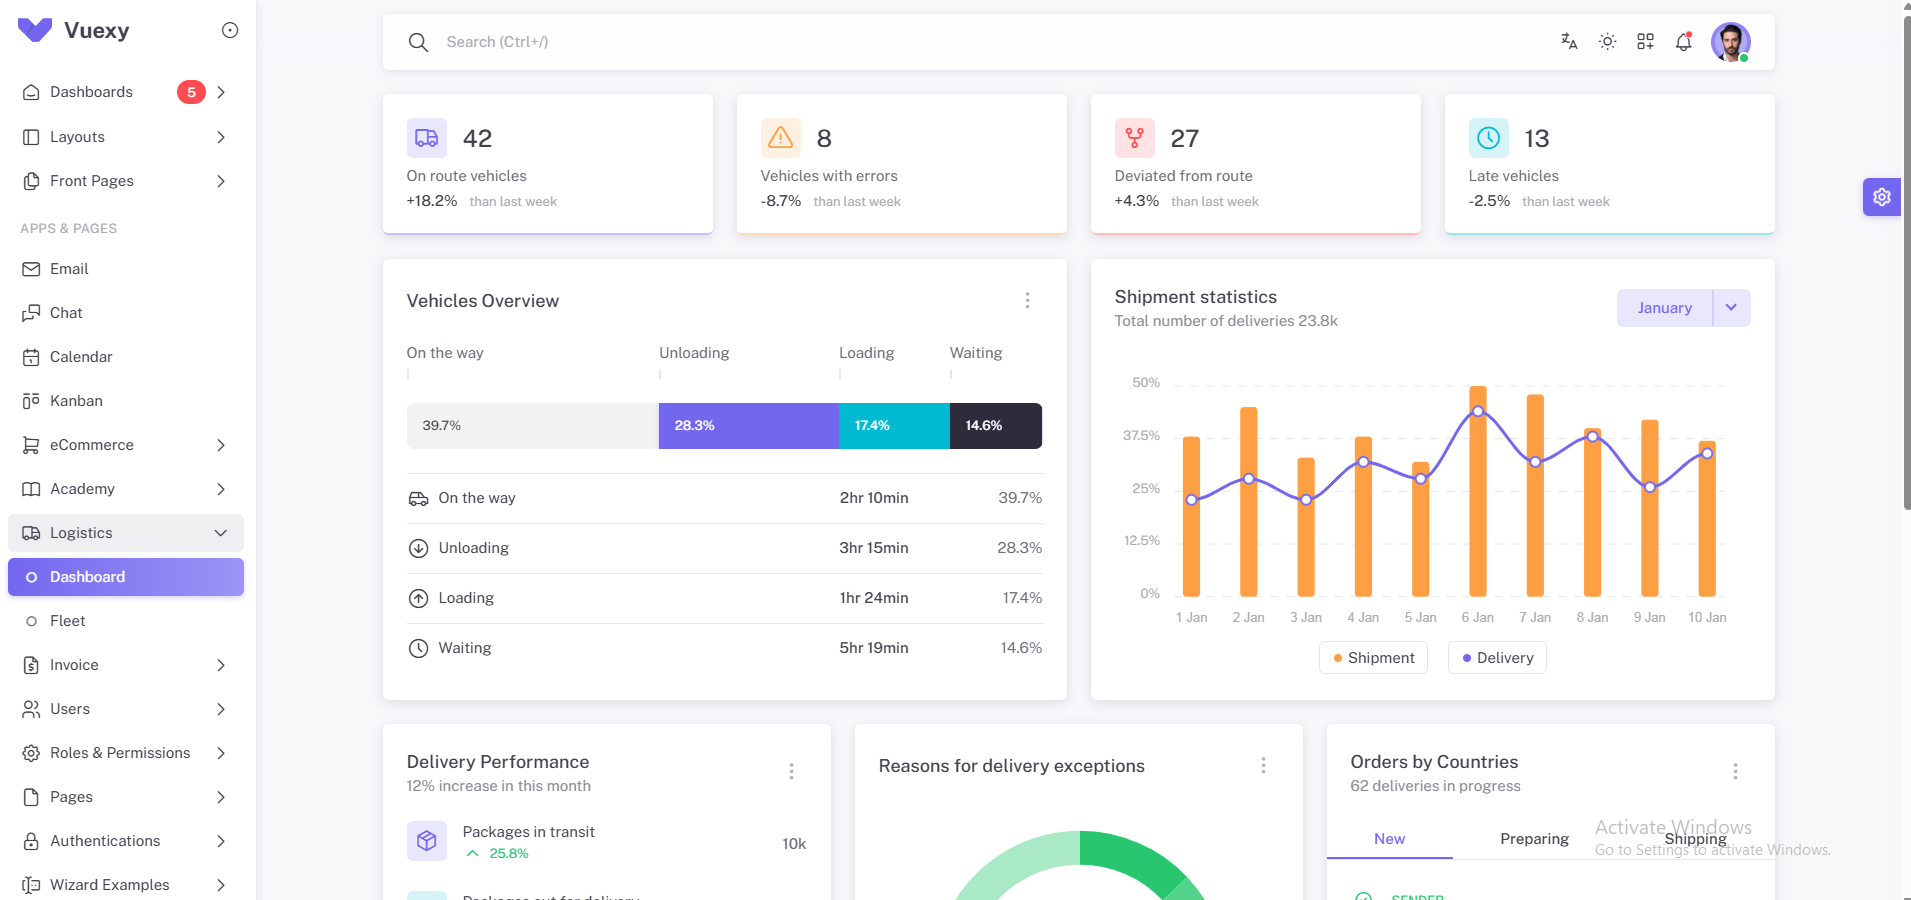 Vuexy
Dashboards 5
Layouts
Front Pages
APPS & PAGES
Email
Chat
Calendar
Kanban
eCommerce
Academy
Logistics
Dashboard
Fleet
Invoice
Users
Roles & Permissions
Pages
Authentications
Wizard Examples
Search (Ctrl+/)
42
On route vehicles
+18.2% than last week
8
Vehicles with errors
-8.7% than last week
27
Deviated from route
+4.3% than last week
13
Late vehicles
-2.5% than last week
Vehicles Overview
On the way Unloading Loading Waiting
39.7% 28.3% 17.4% 14.6%
On the way 2hr 10min 39.7%
Unloading 3hr 15min 28.3%
Loading 1hr 24min 17.4%
Waiting 5hr 19min 14.6%
Shipment statistics
Total number of deliveries 23.8k
January
50%
37.5%
25%
12.5%
0%
1 Jan 2 Jan 3 Jan 4 Jan 5 Jan 6 Jan 7 Jan 8 Jan 9 Jan 10 Jan
Shipment Delivery
Delivery Performance
12% increase in this month
Packages in transit
25.8%
10k
Packages out for delivery
Reasons for delivery exceptions
Orders by Countries
62 deliveries in progress
New Preparing Shipping
SENDER
Activate Windows
Go to Settings to activate Windows.